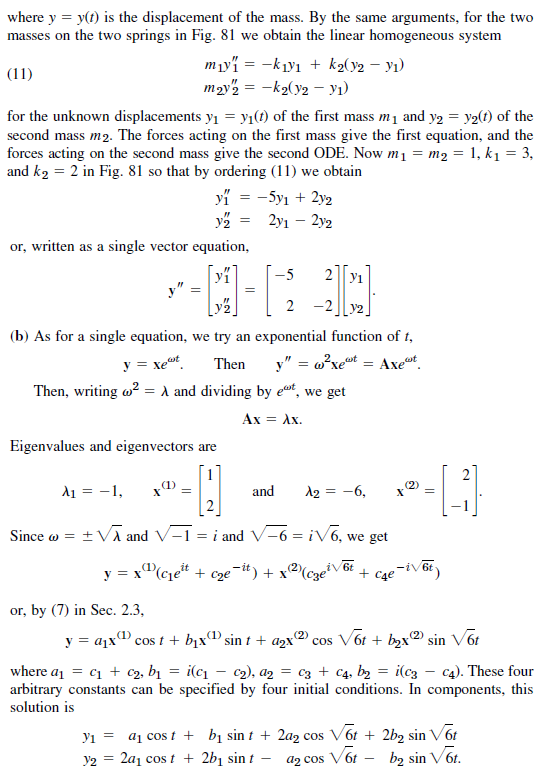 where y = y(t) is the displacement of the mass. By the same arguments, for the two
masses on the two springs in Fig. 81 we obtain the linear homogeneous system
(11) m₁y₁″ = −k₁y₁ + k₂(y₂ − y₁)
m₂y₂″ = −k₂(y₂ − y₁)
for the unknown displacements y₁ = y₁(t) of the first mass m₁ and y₂ = y₂(t) of the
second mass m₂. The forces acting on the first mass give the first equation, and the
forces acting on the second mass give the second ODE. Now m₁ = m₂ = 1, k₁ = 3,
and k₂ = 2 in Fig. 81 so that by ordering (11) we obtain
y₁″ = −5y₁ + 2y₂
y₂″ = 2y₁ − 2y₂
or, written as a single vector equation,
y″ = [y₁″; y₂″] = [−5 2; 2 −2][y₁; y₂].
(b) As for a single equation, we try an exponential function of t,
y = xe^(ωt). Then y″ = ω²xe^(ωt) = Axe^(ωt).
Then, writing ω² = λ and dividing by e^(ωt), we get
Ax = λx.
Eigenvalues and eigenvectors are
λ₁ = −1, x⁽¹⁾ = [1; 2] and λ₂ = −6, x⁽²⁾ = [2; −1].
Since ω = ±√λ and √−1 = i and √−6 = i√6, we get
y = x⁽¹⁾(c₁e^(it) + c₂e^(−it)) + x⁽²⁾(c₃e^(i√6t) + c₄e^(−i√6t))
or, by (7) in Sec. 2.3,
y = a₁x⁽¹⁾ cos t + b₁x⁽¹⁾ sin t + a₂x⁽²⁾ cos √6t + b₂x⁽²⁾ sin √6t
where a₁ = c₁ + c₂, b₁ = i(c₁ − c₂), a₂ = c₃ + c₄, b₂ = i(c₃ − c₄). These four
arbitrary constants can be specified by four initial conditions. In components, this
solution is
y₁ = a₁ cos t + b₁ sin t + 2a₂ cos √6t + 2b₂ sin √6t
y₂ = 2a₁ cos t + 2b₁ sin t − a₂ cos √6t − b₂ sin √6t.